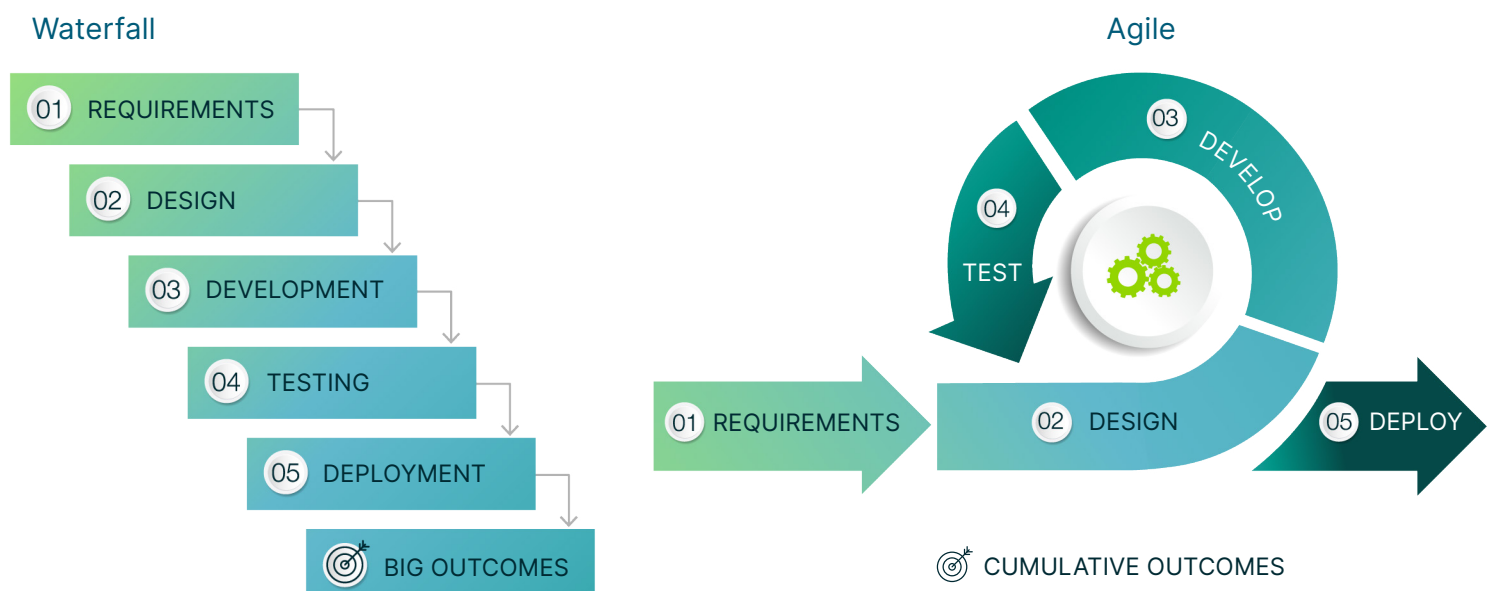 Waterfall
01 REQUIREMENTS
02 DESIGN
03 DEVELOPMENT
04 TESTING
05 DEPLOYMENT
BIG OUTCOMES
Agile
01 REQUIREMENTS
02 DESIGN
03 DEVELOP
04 TEST
05 DEPLOY
CUMULATIVE OUTCOMES